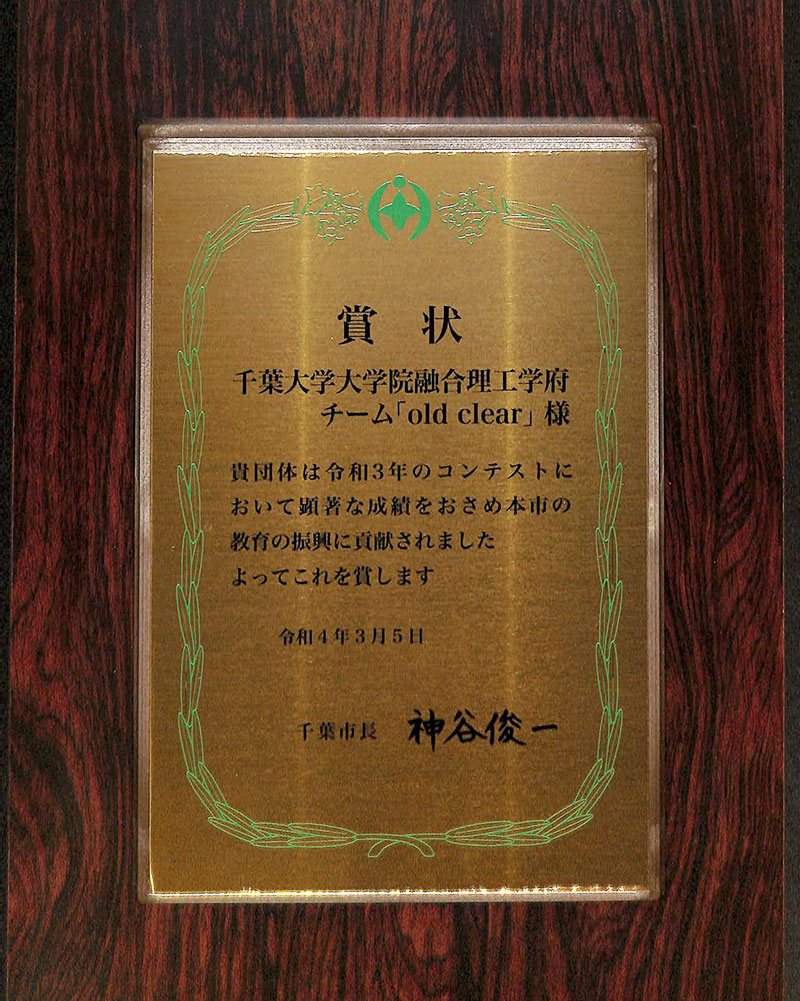 賞 状
千葉大学大学院融合理工学府
チーム「old clear」様
貴団体は令和3年のコンテストに
おいて顕著な成績をおさめ本市の
教育の振興に貢献されました
よってこれを賞します
令和4年3月5日
千葉市長 神谷俊一